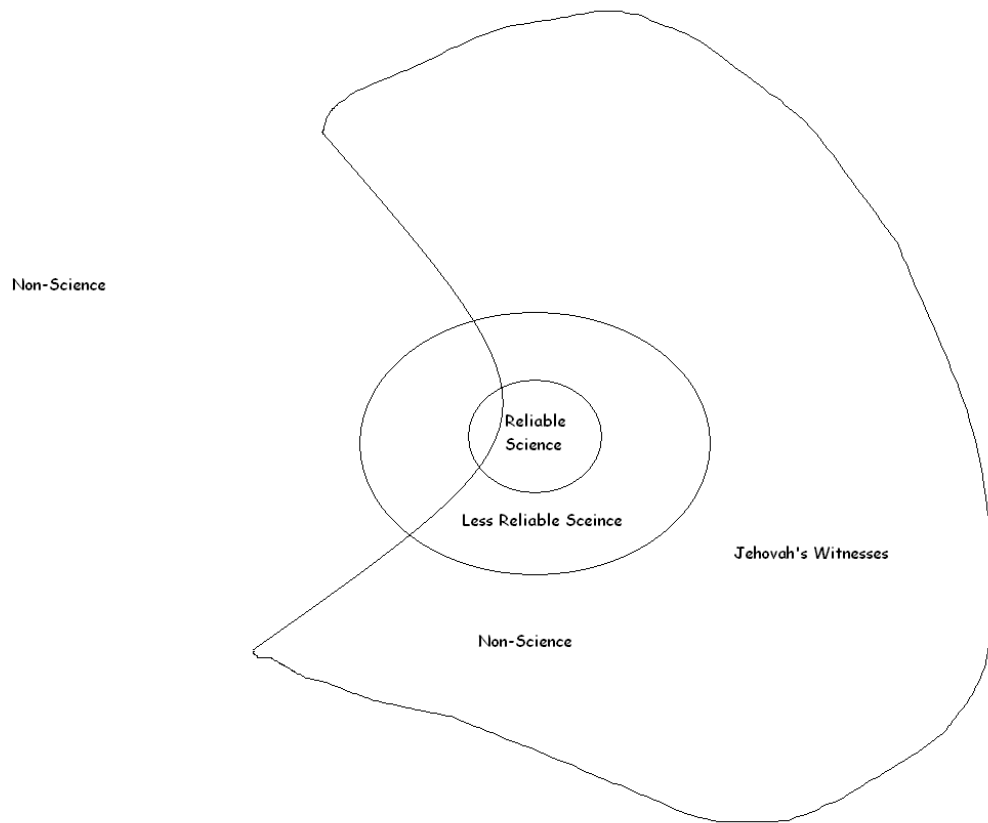 Non-Science
Reliable
Science
Less Reliable Sceince
Jehovah's Witnesses
Non-Science